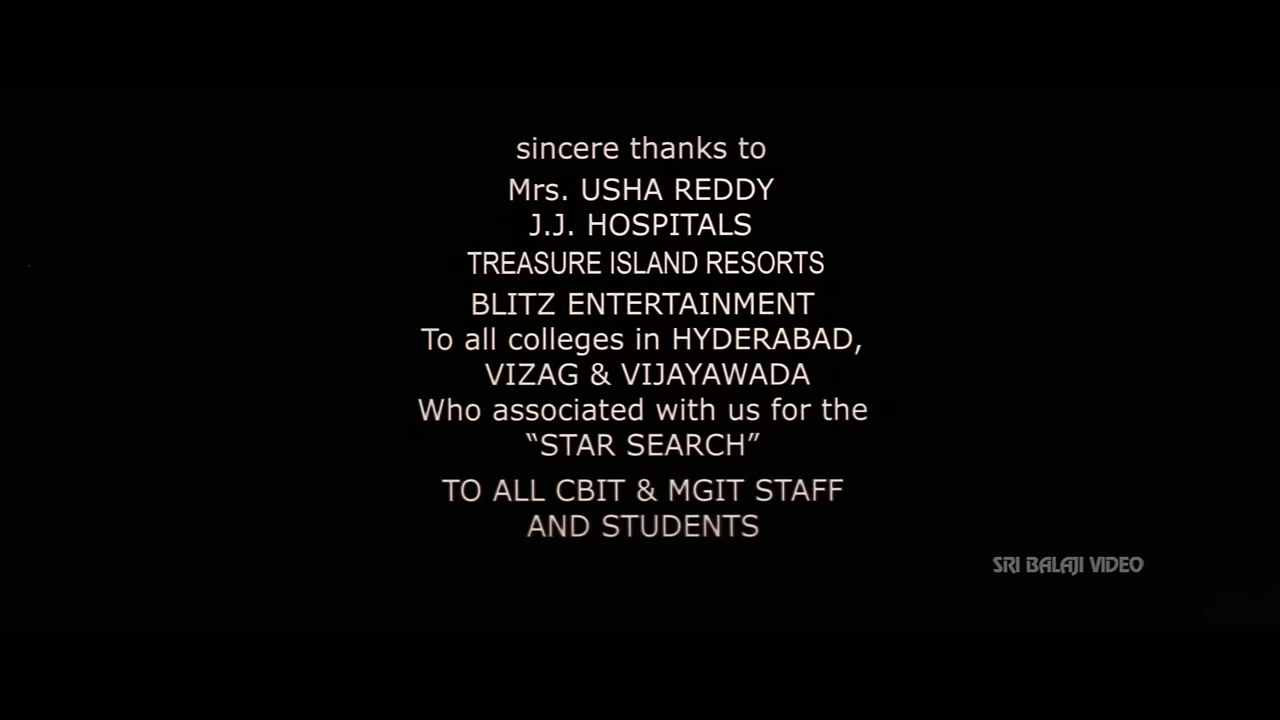 sincere thanks to
Mrs. USHA REDDY
J.J. HOSPITALS
TREASURE ISLAND RESORTS
BLITZ ENTERTAINMENT
To all colleges in HYDERABAD,
VIZAG & VIJAYAWADA
Who associated with us for the
“STAR SEARCH”
TO ALL CBIT & MGIT STAFF
AND STUDENTS
SRI BALAJI VIDEO